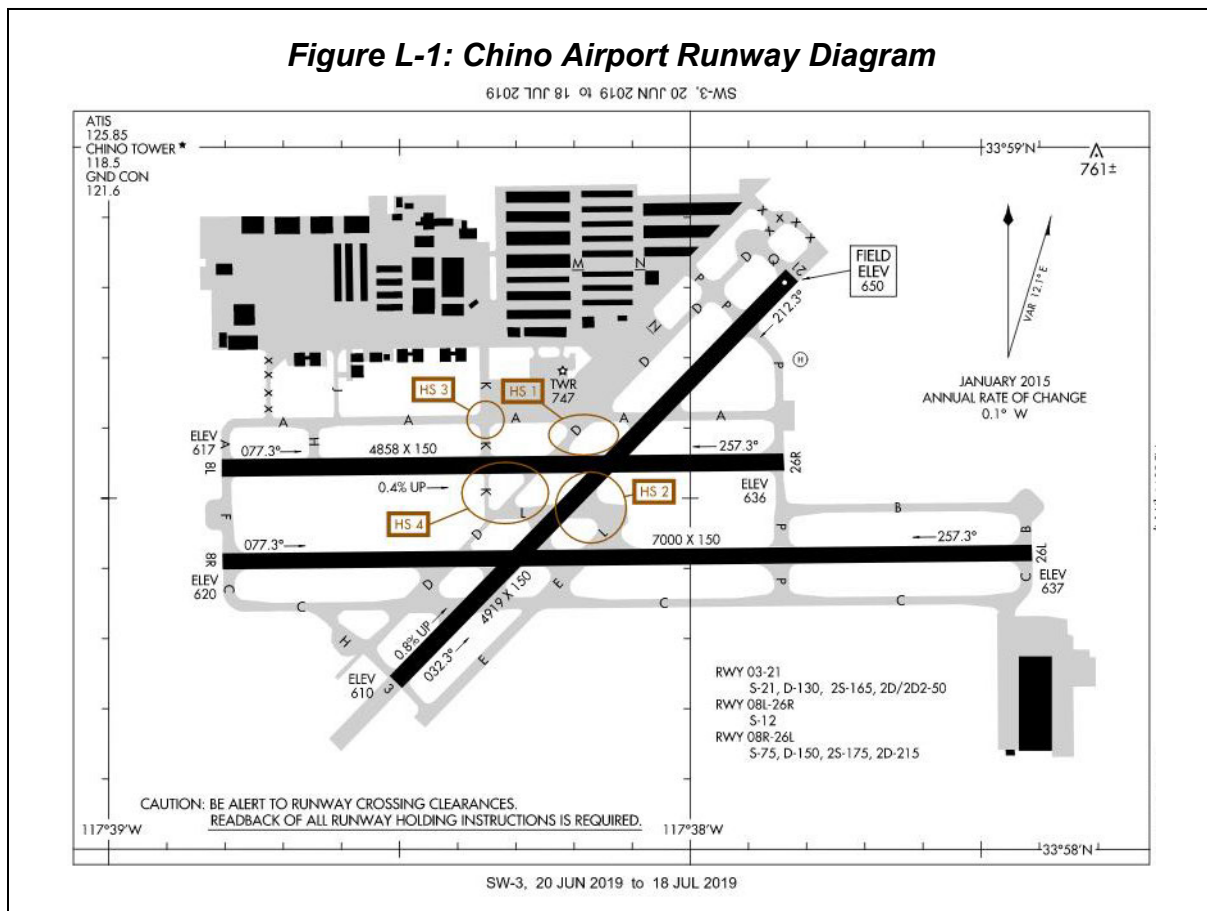 Figure L-1: Chino Airport Runway Diagram
SW-3, 20 JUN 2019 to 18 JUL 2019
ATIS
125.85
CHINO TOWER*
118.5
GND CON
121.6
33°59'N
761±
VAR 12.1° E
JANUARY 2015
ANNUAL RATE OF CHANGE
0.1° W
FIELD
ELEV
650
21
212.3°
X X X X X
Q
D
P
D
P
D
M
N
N
D
P
H
TWR
747
HS 1
HS 3
K
J
X
X
X
X
A
A
A
A
A
D
ELEV
617
A
H
K
077.3°
4858 X 150
257.3°
8L
26R
0.4% UP
K
HS 2
HS 4
ELEV
636
F
L
D
L
B
B
P
077.3°
7000 X 150
257.3°
8R
26L
ELEV
620
C
D
E
P
C
ELEV
637
C
C
C
H
0.8% UP
4919 X 150
032.3°
E
ELEV
610
3
RWY 03-21
S-21, D-130, 2S-165, 2D/2D2-50
RWY 08L-26R
S-12
RWY 08R-26L
S-75, D-150, 2S-175, 2D-215
CAUTION: BE ALERT TO RUNWAY CROSSING CLEARANCES.
READBACK OF ALL RUNWAY HOLDING INSTRUCTIONS IS REQUIRED.
117°39'W
117°38'W
33°58'N
SW-3, 20 JUN 2019 to 18 JUL 2019